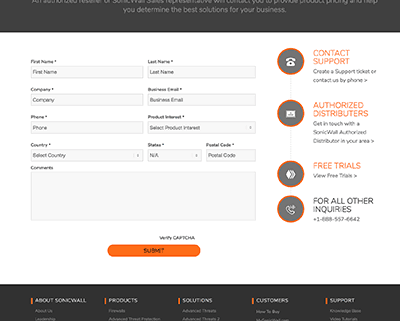 An authorized reseller or SonicWall Sales representative will contact you to provide product pricing and help
you determine the best solutions for your business.
First Name *
Last Name *
First Name
Last Name
Company *
Business Email *
Company
Business Email
Phone *
Product Interest *
Phone
Select Product Interest
Country *
States *
Postal Code *
Select Country
N/A
Postal Code
Comments
Verify CAPTCHA
SUBMIT
CONTACT
SUPPORT
Create a Support ticket or
contact us by phone >
AUTHORIZED
DISTRIBUTERS
Get in touch with a
SonicWall Authorized
Distributor in your area >
FREE TRIALS
View Free Trials >
FOR ALL OTHER
INQUIRIES
+1-888-557-6642
ABOUT SONICWALL
PRODUCTS
SOLUTIONS
CUSTOMERS
SUPPORT
About Us
Firewalls
Advanced Threats
How To Buy
Knowledge Base
Leadership
Advanced Threat Protection
Advanced Threats 2
MySonicWall.com
Video Tutorials